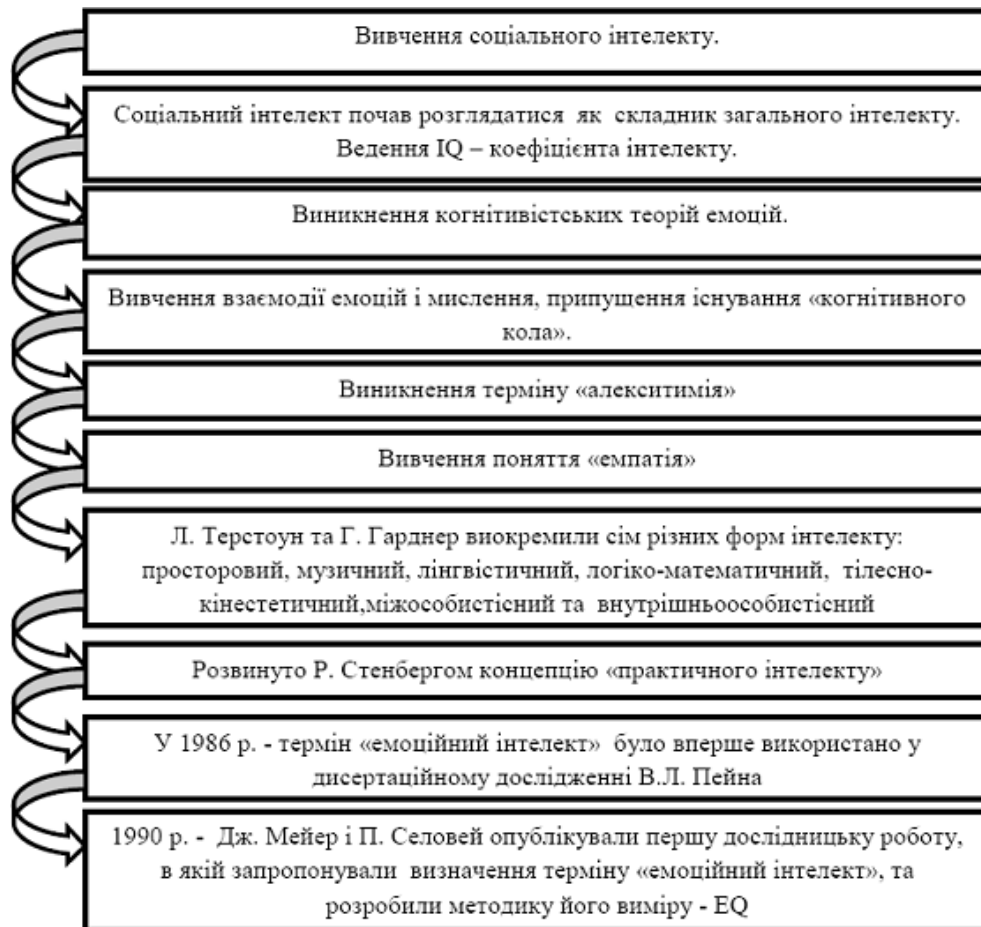 Вивчення соціального інтелекту.
Соціальний інтелект почав розглядатися як складник загального інтелекту.
Ведення IQ – коефіцієнта інтелекту.
Виникнення когнітивістських теорій емоцій.
Вивчення взаємодії емоцій і мислення, припущення існування «когнітивного
кола».
Виникнення терміну «алекситимія»
Вивчення поняття «емпатія»
Л. Терстоун та Г. Гарднер виокремили сім різних форм інтелекту:
просторовий, музичний, лінгвістичний, логіко-математичний, тілесно-
кінестетичний,міжособистісний та внутрішньоособистісний
Розвинуто Р. Стенбергом концепцію «практичного інтелекту»
У 1986 р. - термін «емоційний інтелект» було вперше використано у
дисертаційному дослідженні В.Л. Пейна
1990 р. - Дж. Мейер і П. Селовей опублікували першу дослідницьку роботу,
в якій запропонували визначення терміну «емоційний інтелект», та
розробили методику його виміру - EQ